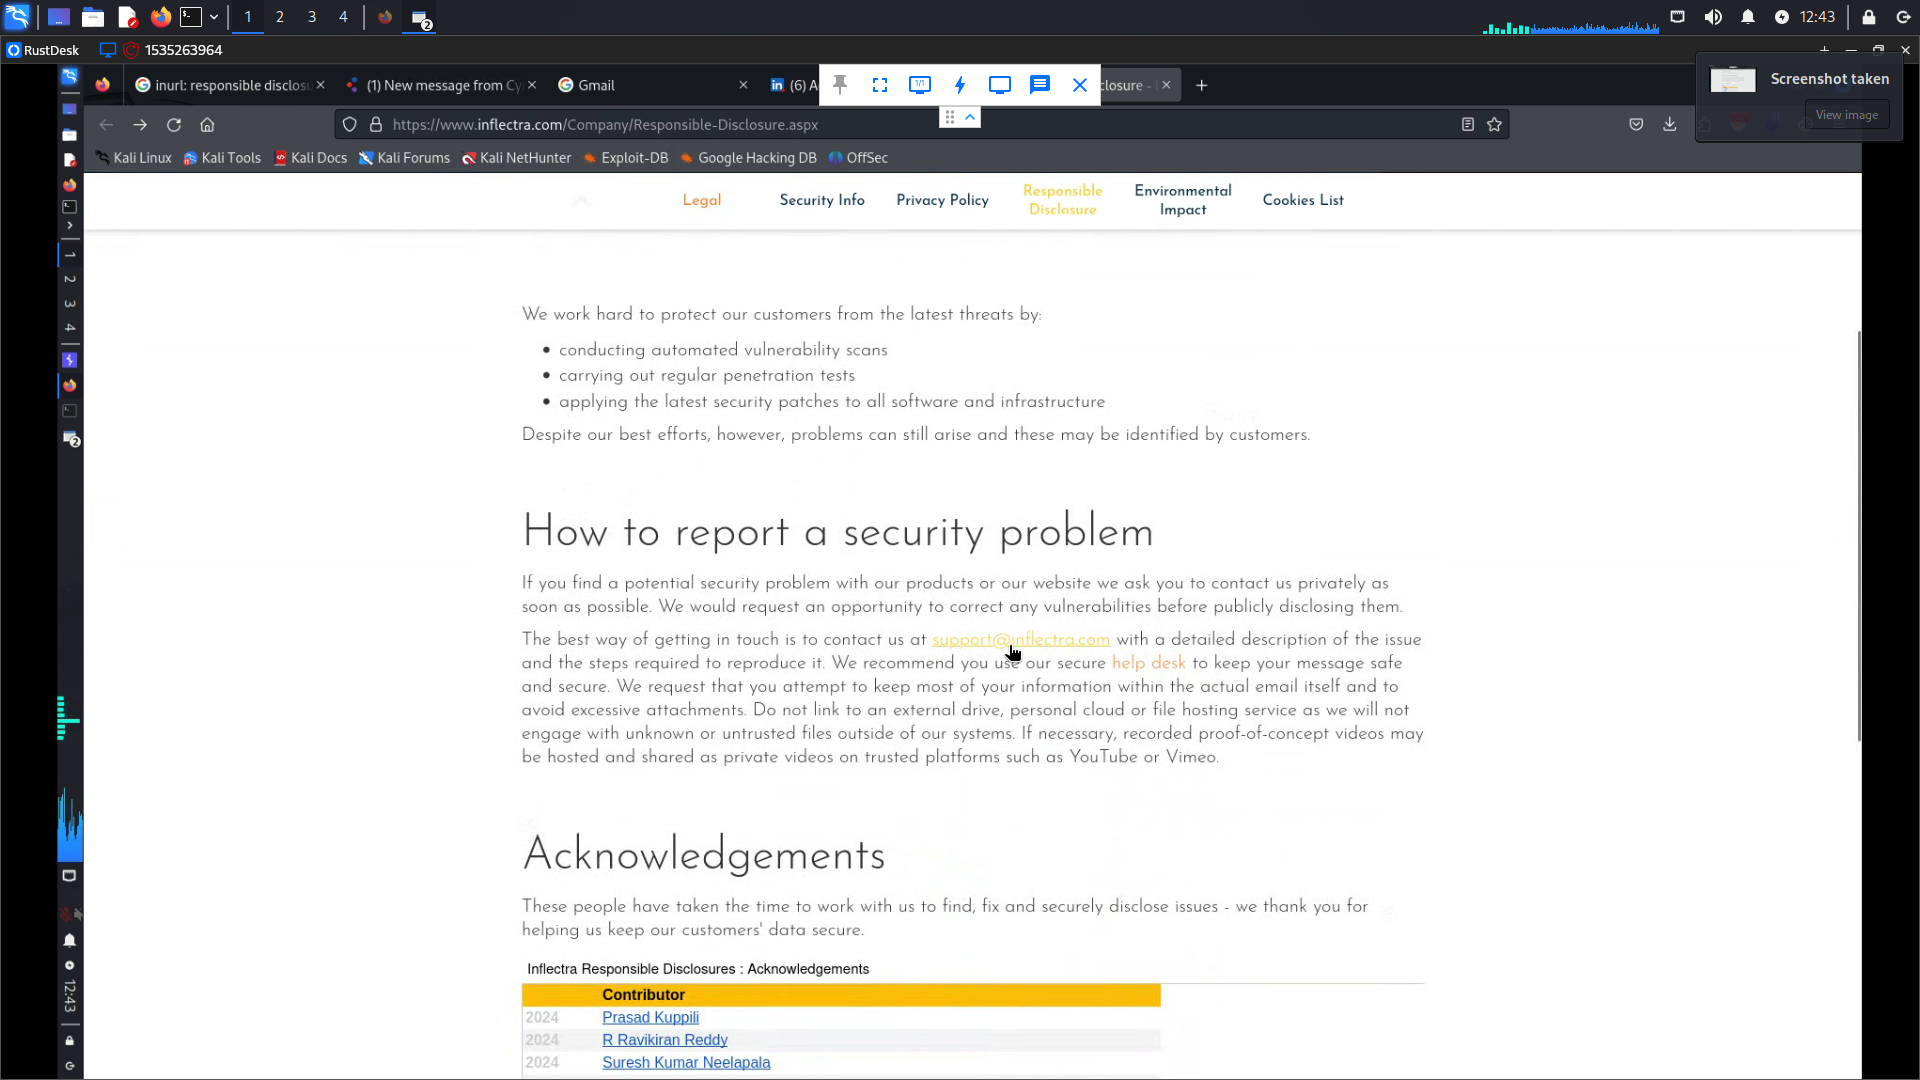 1 2 3 4 2 12:43
RustDesk 1535263964
Screenshot taken
View image
inurl: responsible disclosu
(1) New message from Cy
Gmail
(6) A
closure -
https://www.inflectra.com/Company/Responsible-Disclosure.aspx
Kali Linux Kali Tools Kali Docs Kali Forums Kali NetHunter Exploit-DB Google Hacking DB OffSec
Legal Security Info Privacy Policy Responsible Disclosure Environmental Impact Cookies List
1
2
3
4
2
12:43
We work hard to protect our customers from the latest threats by:
• conducting automated vulnerability scans
• carrying out regular penetration tests
• applying the latest security patches to all software and infrastructure
Despite our best efforts, however, problems can still arise and these may be identified by customers.
How to report a security problem
If you find a potential security problem with our products or our website we ask you to contact us privately as
soon as possible. We would request an opportunity to correct any vulnerabilities before publicly disclosing them.
The best way of getting in touch is to contact us at support@inflectra.com with a detailed description of the issue
and the steps required to reproduce it. We recommend you use our secure help desk to keep your message safe
and secure. We request that you attempt to keep most of your information within the actual email itself and to
avoid excessive attachments. Do not link to an external drive, personal cloud or file hosting service as we will not
engage with unknown or untrusted files outside of our systems. If necessary, recorded proof-of-concept videos may
be hosted and shared as private videos on trusted platforms such as YouTube or Vimeo.
Acknowledgements
These people have taken the time to work with us to find, fix and securely disclose issues - we thank you for
helping us keep our customers' data secure.
Inflectra Responsible Disclosures : Acknowledgements
Contributor
2024 Prasad Kuppili
2024 R Ravikiran Reddy
2024 Suresh Kumar Neelapala